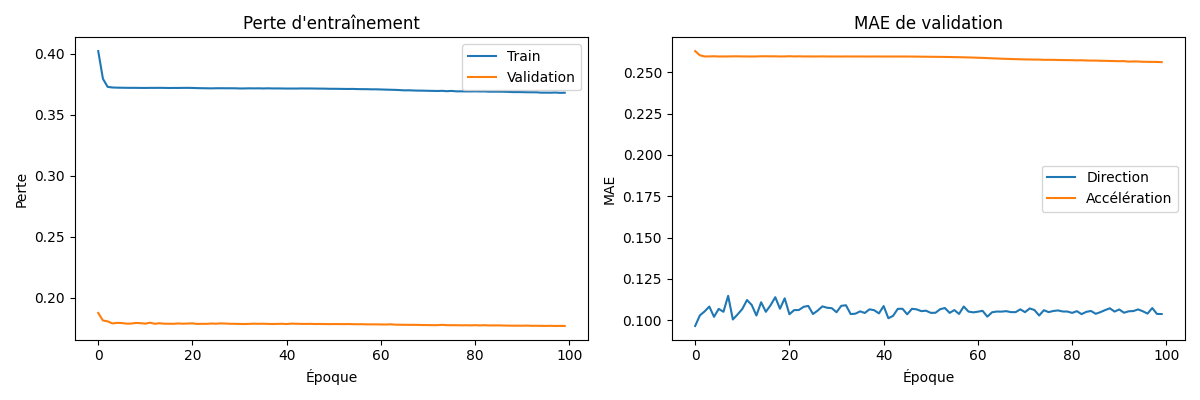 Perte d'entraînement
Perte
0.40
0.35
0.30
0.25
0.20
Train
Validation
0
20
40
60
80
100
Époque
MAE de validation
MAE
0.250
0.225
0.200
0.175
0.150
0.125
0.100
Direction
Accélération
0
20
40
60
80
100
Époque